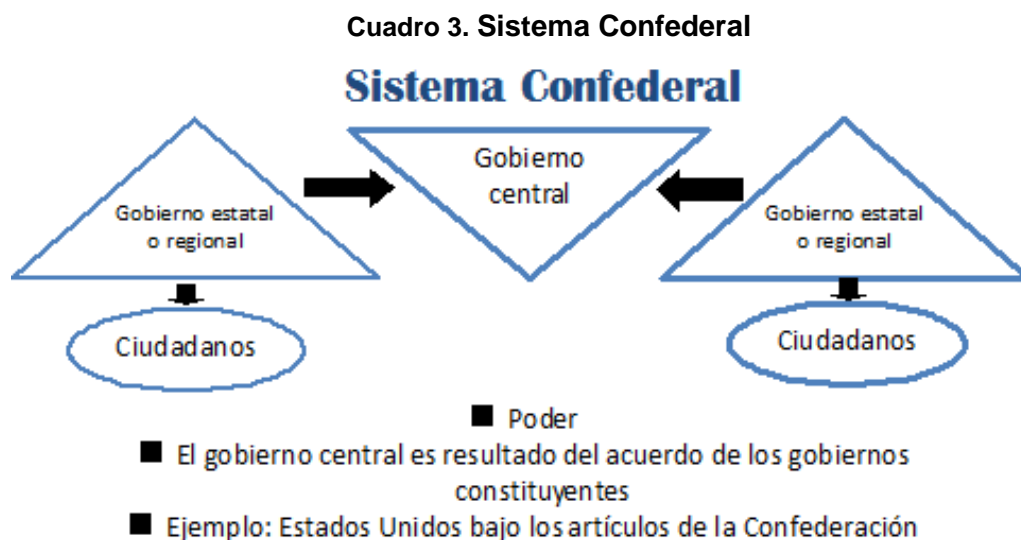 Cuadro 3. Sistema Confederal
Sistema Confederal
Gobierno
central
Gobierno estatal
o regional
Gobierno estatal
o regional
Ciudadanos
Ciudadanos
■ Poder
■ El gobierno central es resultado del acuerdo de los gobiernos
constituyentes
■ Ejemplo: Estados Unidos bajo los artículos de la Confederación